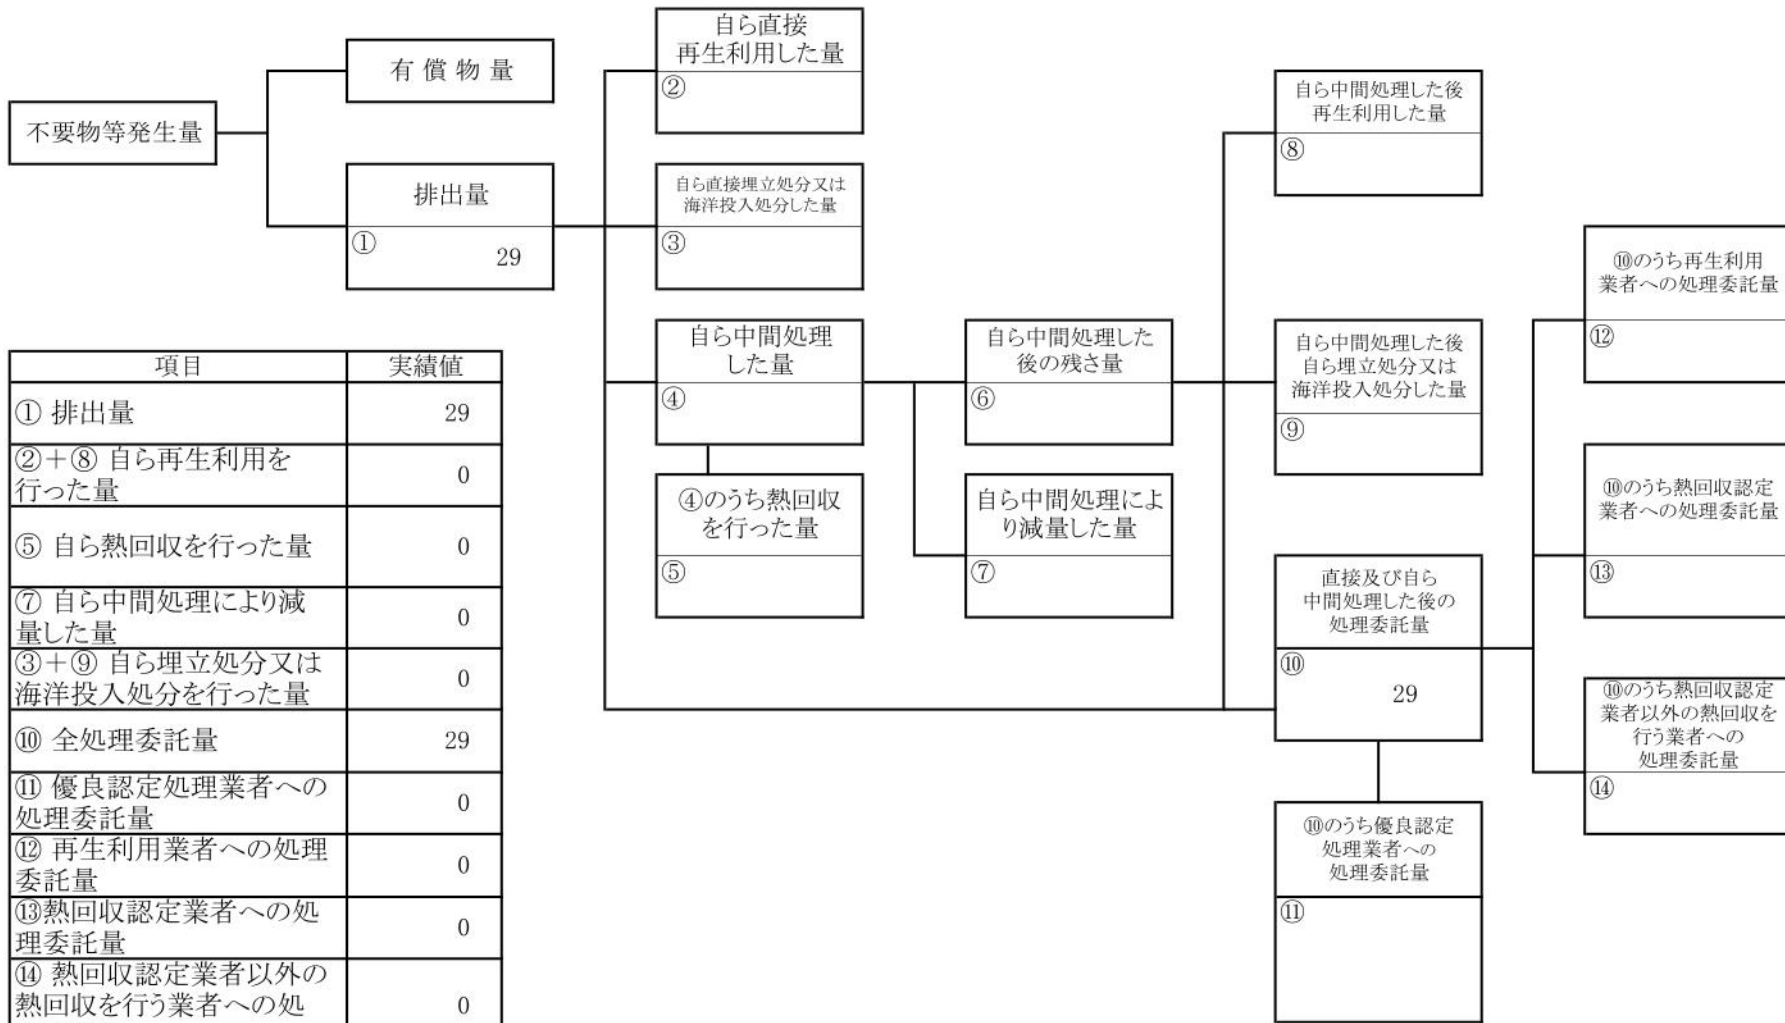 不要物等発生量
有 償 物 量
排出量
①
29
自ら直接
再生利用した量
②
自ら直接埋立処分又は
海洋投入処分した量
③
自ら中間処理
した量
④
④のうち熱回収
を行った量
⑤
自ら中間処理した
後の残さ量
⑥
自ら中間処理によ
り減量した量
⑦
自ら中間処理した後
再生利用した量
⑧
自ら中間処理した後
自ら埋立処分又は
海洋投入処分した量
⑨
直接及び自ら
中間処理した後の
処理委託量
⑩
29
⑩のうち優良認定
処理業者への
処理委託量
⑪
⑩のうち再生利用
業者への処理委託量
⑫
⑩のうち熱回収認定
業者への処理委託量
⑬
⑩のうち熱回収認定
業者以外の熱回収を
行う業者への
処理委託量
⑭
項目 実績値
① 排出量 29
②＋⑧ 自ら再生利用を
行った量 0
⑤ 自ら熱回収を行った量 0
⑦ 自ら中間処理により減
量した量 0
③＋⑨ 自ら埋立処分又は
海洋投入処分を行った量 0
⑩ 全処理委託量 29
⑪ 優良認定処理業者への
処理委託量 0
⑫ 再生利用業者への処理
委託量 0
⑬熱回収認定業者への処
理委託量 0
⑭ 熱回収認定業者以外の
熱回収を行う業者への処 0